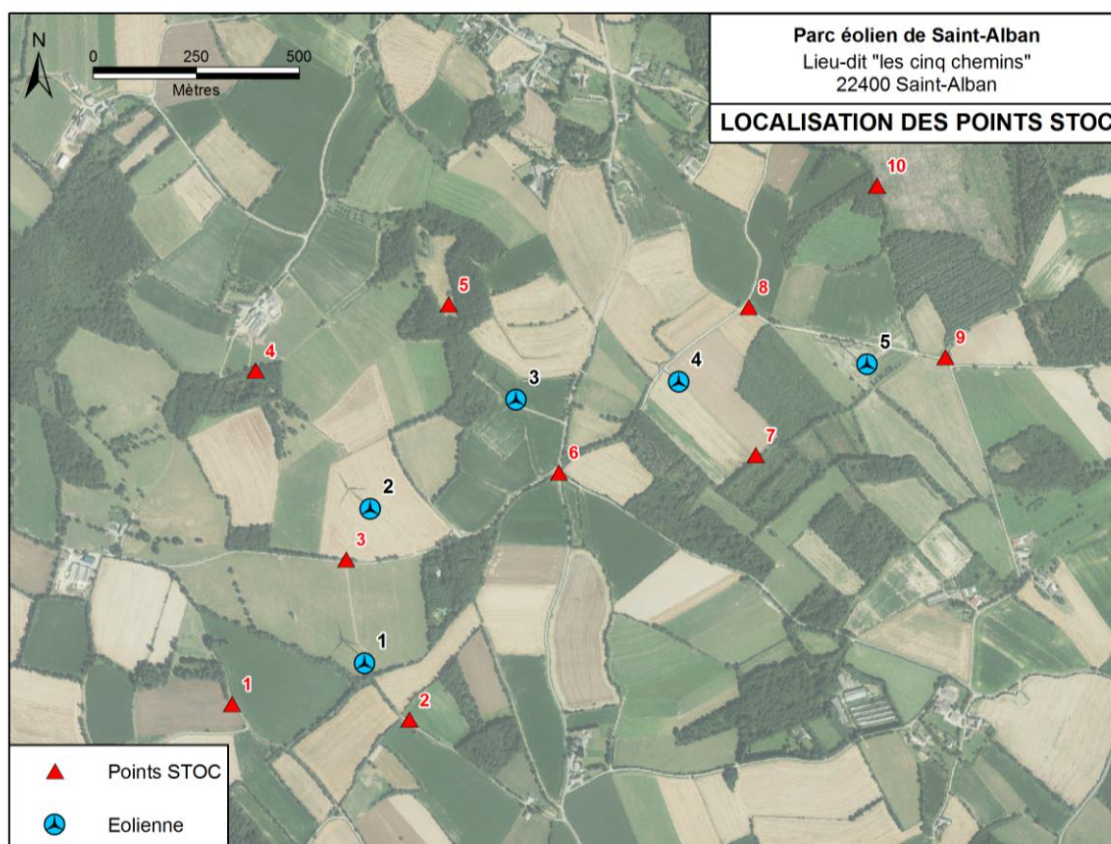 N
0 250 500
Mètres
Parc éolien de Saint-Alban
Lieu-dit "les cinq chemins"
22400 Saint-Alban
LOCALISATION DES POINTS STOC
10
5
8
9
5
4
4
3
7
6
2
3
1
1
2
Points STOC
Eolienne